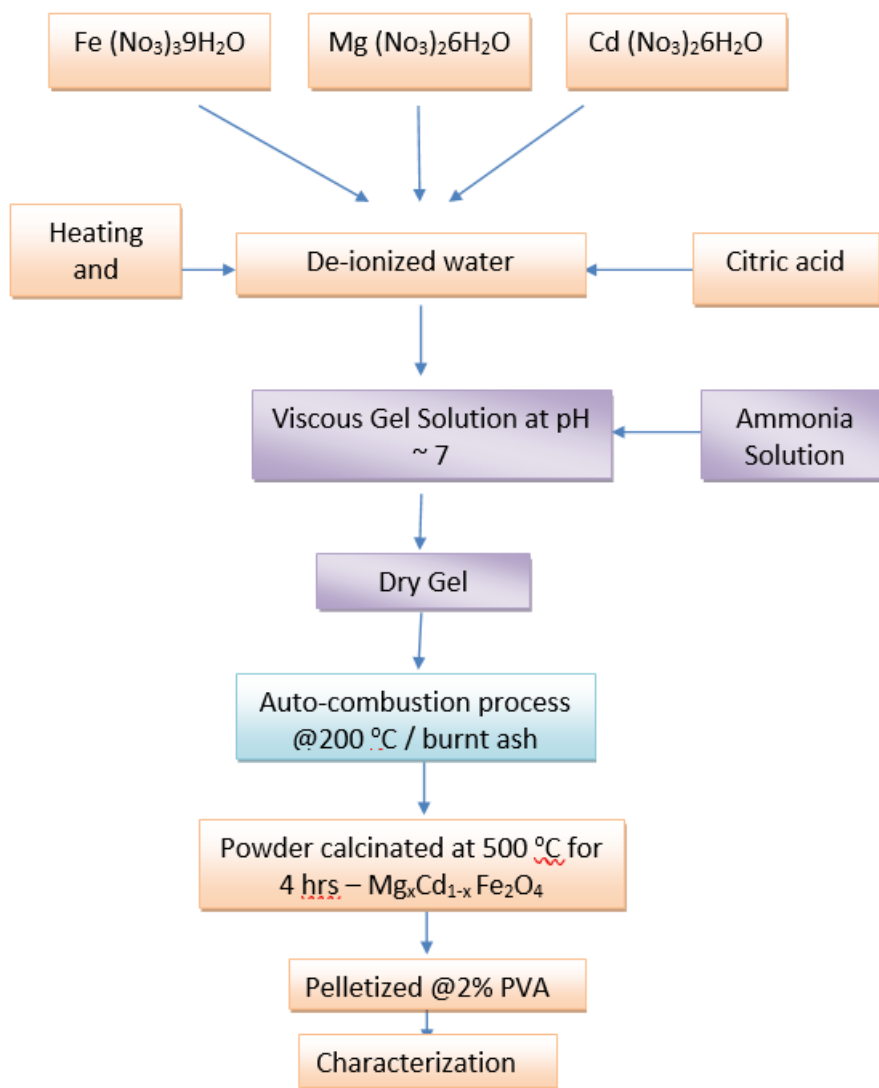 Fe (No₃)₃9H₂O
Mg (No₃)₂6H₂O
Cd (No₃)₂6H₂O
Heating
and
De-ionized water
Citric acid
Viscous Gel Solution at pH
~ 7
Ammonia
Solution
Dry Gel
Auto-combustion process
@200 ⁰C / burnt ash
Powder calcinated at 500 ⁰C for
4 hrs – MgₓCd₁₋ₓ Fe₂O₄
Pelletized @2% PVA
Characterization